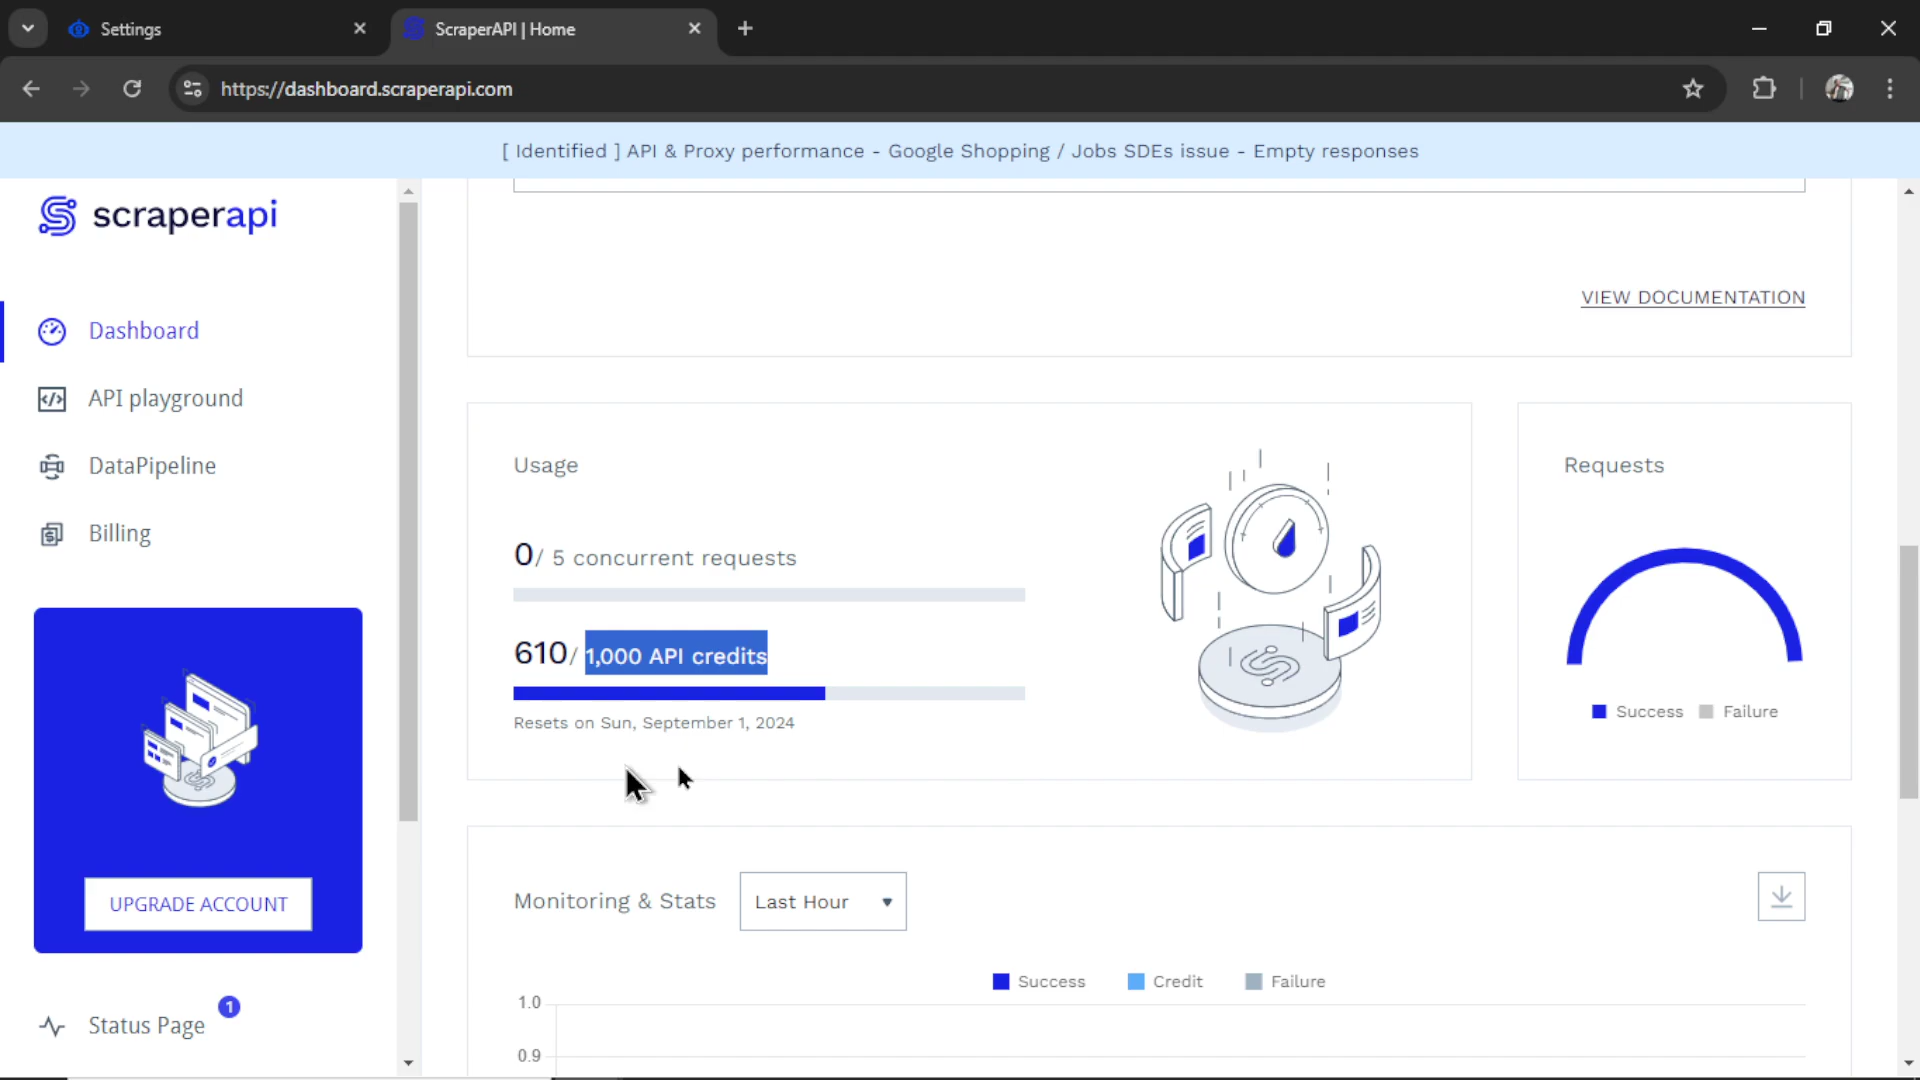 Settings
ScraperAPI | Home
https://dashboard.scraperapi.com
[ Identified ] API & Proxy performance - Google Shopping / Jobs SDEs issue - Empty responses
scraperapi
Dashboard
API playground
DataPipeline
Billing
UPGRADE ACCOUNT
Status Page
1
VIEW DOCUMENTATION
Usage
0/ 5 concurrent requests
610/ 1,000 API credits
Resets on Sun, September 1, 2024
Requests
Success Failure
Monitoring & Stats
Last Hour
Success Credit Failure
1.0
0.9